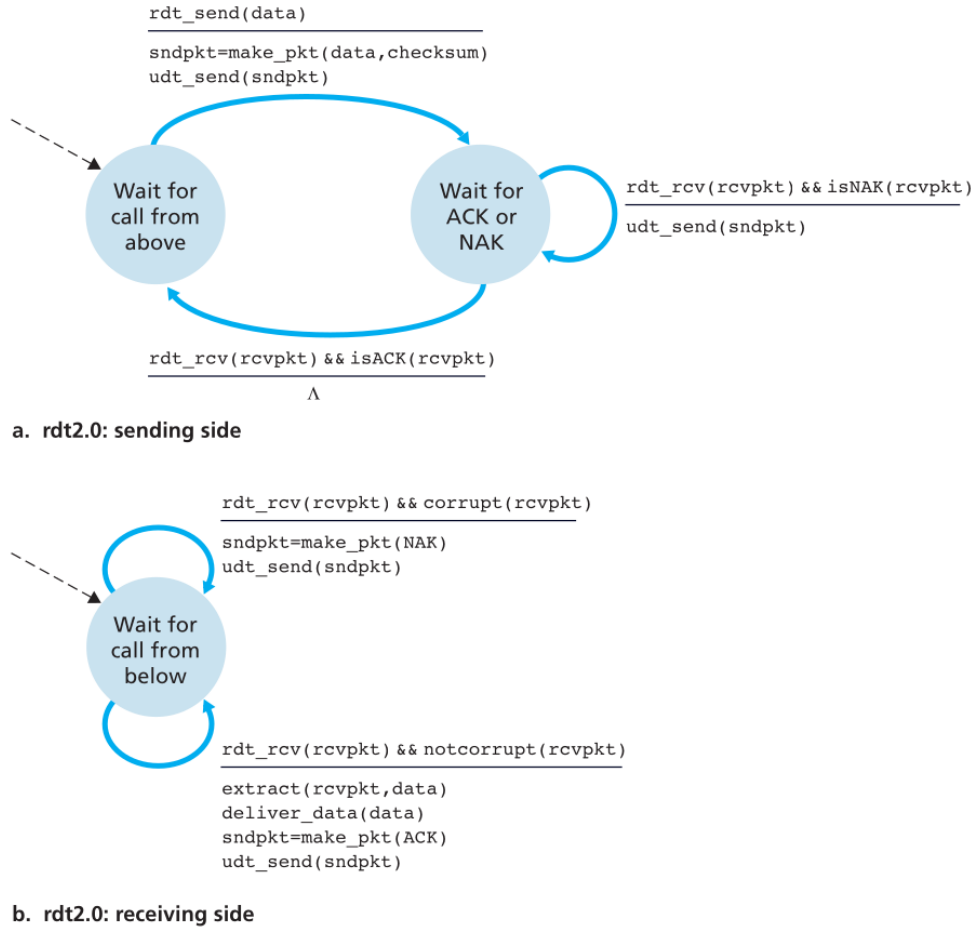 rdt_send(data)
sndpkt=make_pkt(data,checksum)
udt_send(sndpkt)
Wait for
call from
above
Wait for
ACK or
NAK
rdt_rcv(rcvpkt) && isNAK(rcvpkt)
udt_send(sndpkt)
rdt_rcv(rcvpkt) && isACK(rcvpkt)
Λ
a. rdt2.0: sending side
rdt_rcv(rcvpkt) && corrupt(rcvpkt)
sndpkt=make_pkt(NAK)
udt_send(sndpkt)
Wait for
call from
below
rdt_rcv(rcvpkt) && notcorrupt(rcvpkt)
extract(rcvpkt,data)
deliver_data(data)
sndpkt=make_pkt(ACK)
udt_send(sndpkt)
b. rdt2.0: receiving side